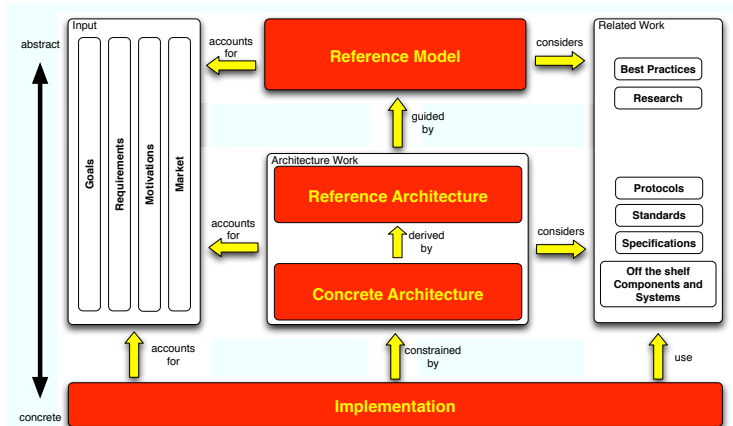 Input
Related Work
abstract
accounts
for
Reference Model
considers
Best Practices
Research
guided
by
Goals
Requirements
Motivations
Market
Architecture Work
Reference Architecture
accounts
for
derived
by
considers
Concrete Architecture
Protocols
Standards
Specifications
Off the shelf
Components and
Systems
accounts
for
constrained
by
use
concrete
Implementation